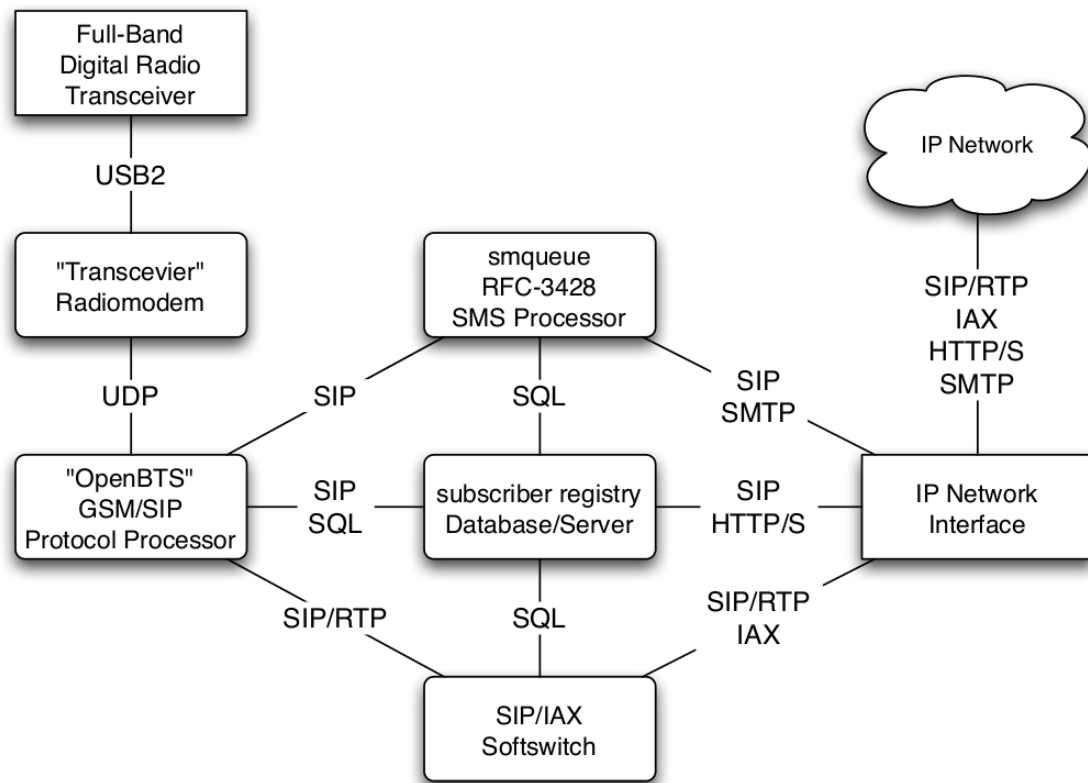 Full-Band
Digital Radio
Transceiver
USB2
"Transcevier"
Radiomodem
UDP
"OpenBTS"
GSM/SIP
Protocol Processor
smqueue
RFC-3428
SMS Processor
SIP
SQL
SIP
SMTP
SIP
SQL
subscriber registry
Database/Server
SIP
HTTP/S
SIP/RTP
SQL
SIP/RTP
IAX
SIP/IAX
Softswitch
IP Network
SIP/RTP
IAX
HTTP/S
SMTP
IP Network
Interface